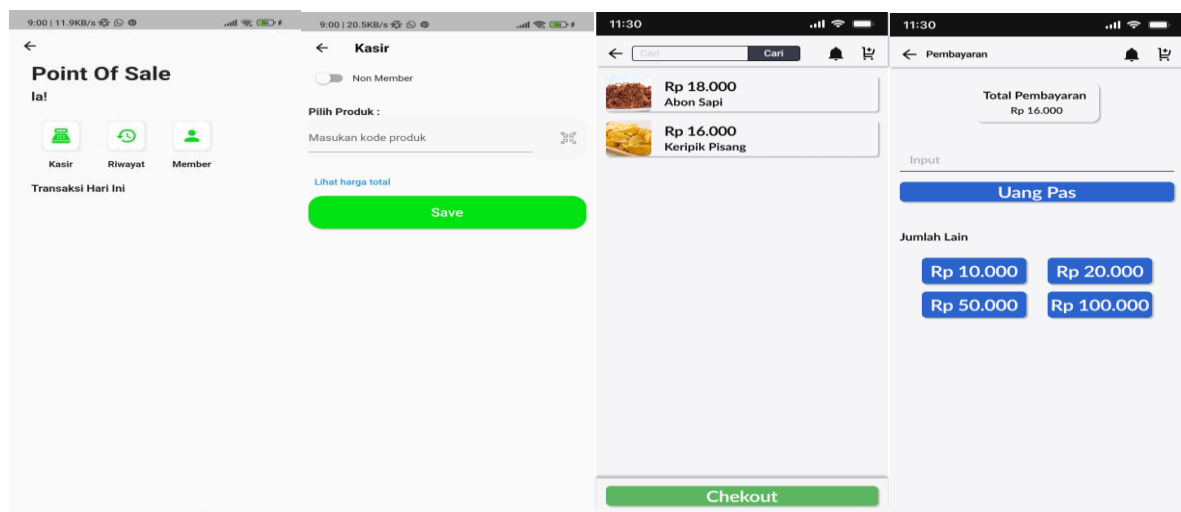 9:00 | 11.9KB/s
Point Of Sale
la!
Kasir Riwayat Member
Transaksi Hari Ini
9:00 | 20.5KB/s
Kasir
Non Member
Pilih Produk :
Masukan kode produk
Lihat harga total
Save
11:30
Cari Cari
Rp 18.000
Abon Sapi
Rp 16.000
Keripik Pisang
Chekout
11:30
Pembayaran
Total Pembayaran
Rp 16.000
Input
Uang Pas
Jumlah Lain
Rp 10.000 Rp 20.000
Rp 50.000 Rp 100.000